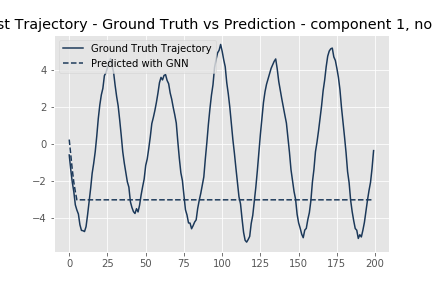 st Trajectory - Ground Truth vs Prediction - component 1, no
Ground Truth Trajectory
Predicted with GNN
4
2
0
−2
−4
0 25 50 75 100 125 150 175 200